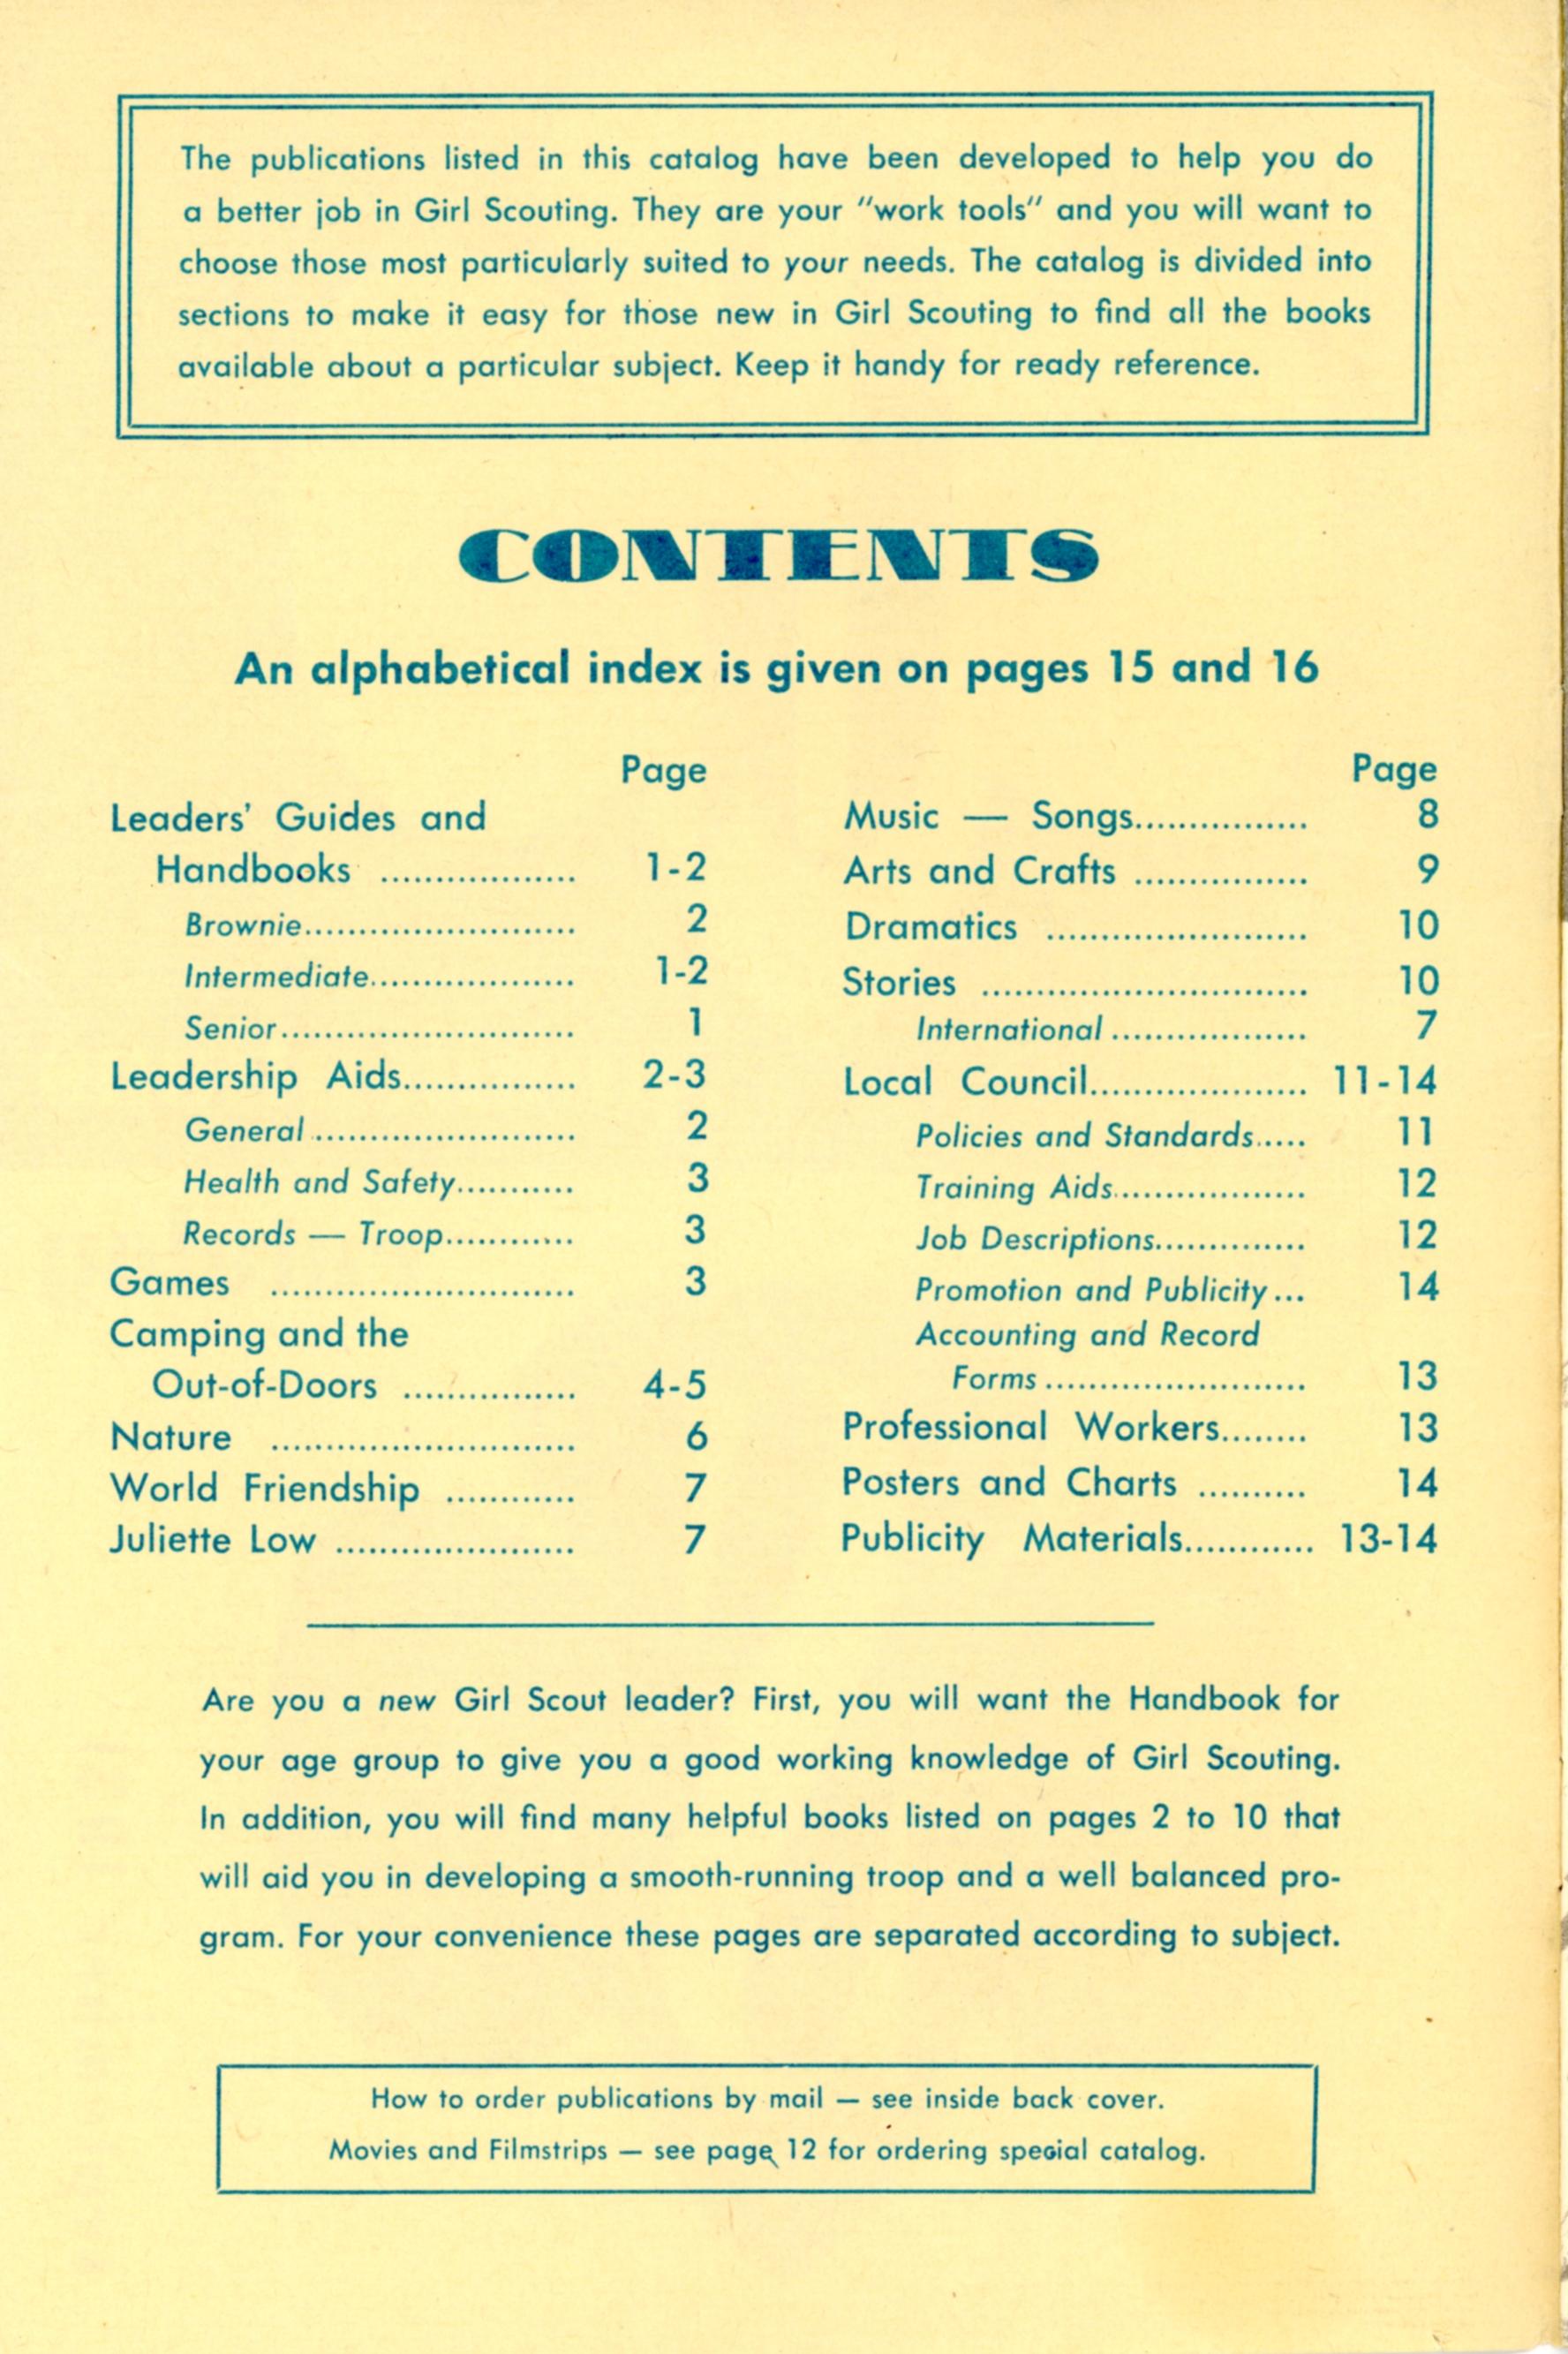 The publications listed in this catalog have been developed to help you do
a better job in Girl Scouting. They are your "work tools" and you will want to
choose those most particularly suited to your needs. The catalog is divided into
sections to make it easy for those new in Girl Scouting to find all the books
available about a particular subject. Keep it handy for ready reference.
CONTENTS
An alphabetical index is given on pages 15 and 16
Page
Leaders' Guides and
Handbooks .................. 1-2
Brownie......................... 2
Intermediate................... 1-2
Senior........................... 1
Leadership Aids................ 2-3
General ........................ 2
Health and Safety........... 3
Records — Troop............ 3
Games ............................ 3
Camping and the
Out-of-Doors ................ 4-5
Nature ............................ 6
World Friendship ............ 7
Juliette Low ...................... 7
Page
Music — Songs................ 8
Arts and Crafts ................ 9
Dramatics ........................ 10
Stories .............................. 10
International .................. 7
Local Council.................... 11-14
Policies and Standards..... 11
Training Aids.................. 12
Job Descriptions.............. 12
Promotion and Publicity... 14
Accounting and Record
Forms ........................ 13
Professional Workers........ 13
Posters and Charts .......... 14
Publicity Materials............ 13-14
Are you a new Girl Scout leader? First, you will want the Handbook for
your age group to give you a good working knowledge of Girl Scouting.
In addition, you will find many helpful books listed on pages 2 to 10 that
will aid you in developing a smooth-running troop and a well balanced pro-
gram. For your convenience these pages are separated according to subject.
How to order publications by mail — see inside back cover.
Movies and Filmstrips — see page 12 for ordering special catalog.